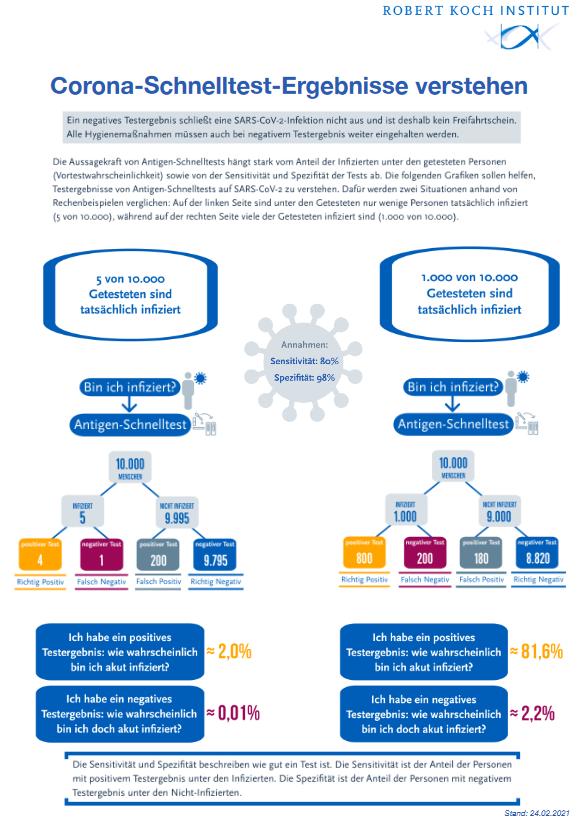 ROBERT KOCH INSTITUT
Corona-Schnelltest-Ergebnisse verstehen
Ein negatives Testergebnis schließt eine SARS-CoV-2-Infektion nicht aus und ist deshalb kein Freifahrtschein.
Alle Hygienemaßnahmen müssen auch bei negativem Testergebnis weiter eingehalten werden.
Die Aussagekraft von Antigen-Schnelltests hängt stark vom Anteil der Infizierten unter den getesteten Personen
(Vortestwahrscheinlichkeit) sowie von der Sensitivität und Spezifität der Tests ab. Die folgenden Grafiken sollen helfen,
Testergebnisse von Antigen-Schnelltests auf SARS-CoV-2 zu verstehen. Dafür werden zwei Situationen anhand von
Rechenbeispielen verglichen: Auf der linken Seite sind unter den Getesteten nur wenige Personen tatsächlich infiziert
(5 von 10.000), während auf der rechten Seite viele der Getesteten infiziert sind (1.000 von 10.000).
5 von 10.000
Getesteten sind
tatsächlich infiziert
Bin ich infiziert?
Antigen-Schnelltest
10.000
MENSCHEN
INFIZIERT
5
NICHT INFIZIERT
9.995
positiver Test
4
Richtig Positiv
negativer Test
1
Falsch Negativ
positiver Test
200
Falsch Positiv
negativer Test
9.795
Richtig Negativ
Ich habe ein positives
Testergebnis: wie wahrscheinlich
bin ich akut infiziert?
≈ 2,0%
Ich habe ein negatives
Testergebnis: wie wahrscheinlich
bin ich doch akut infiziert?
≈ 0,01%
Annahmen:
Sensitivität: 80%
Spezifität: 98%
1.000 von 10.000
Getesteten sind
tatsächlich infiziert
Bin ich infiziert?
Antigen-Schnelltest
10.000
MENSCHEN
INFIZIERT
1.000
NICHT INFIZIERT
9.000
positiver Test
800
Richtig Positiv
negativer Test
200
Falsch Negativ
positiver Test
180
Falsch Positiv
negativer Test
8.820
Richtig Negativ
Ich habe ein positives
Testergebnis: wie wahrscheinlich
bin ich akut infiziert?
≈ 81,6%
Ich habe ein negatives
Testergebnis: wie wahrscheinlich
bin ich doch akut infiziert?
≈ 2,2%
Die Sensitivität und Spezifität beschreiben wie gut ein Test ist. Die Sensitivität ist der Anteil der Personen
mit positivem Testergebnis unter den Infizierten. Die Spezifität ist der Anteil der Personen mit negativem
Testergebnis unter den Nicht-Infizierten.
Stand: 24.02.2021